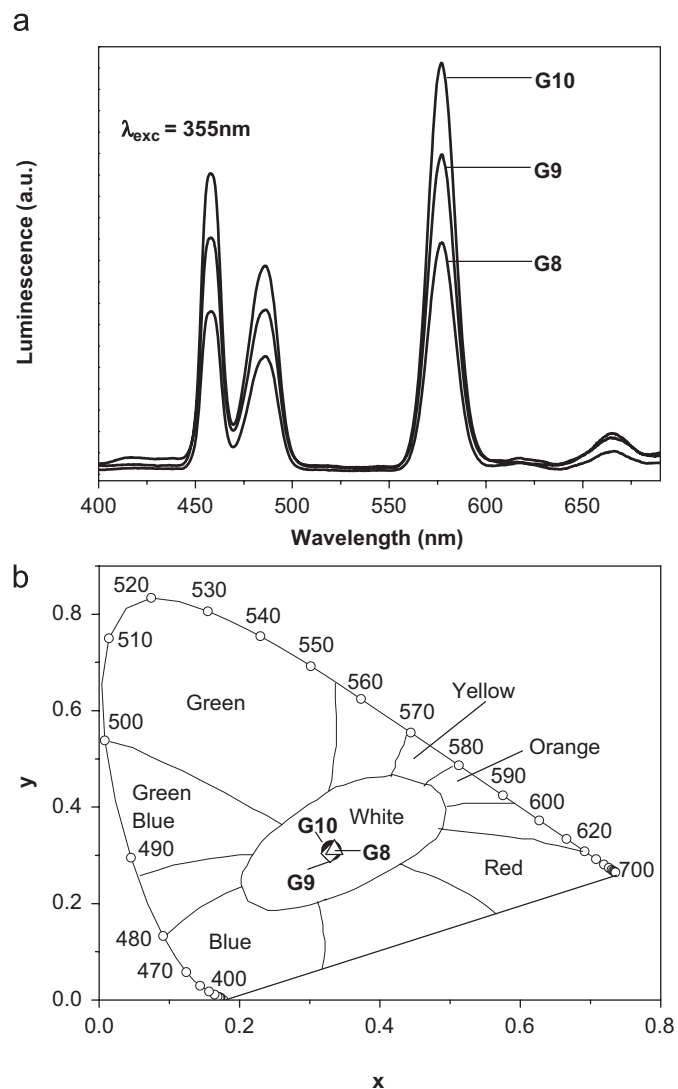 a
G10
λexc = 355nm
G9
G8
Luminescence (a.u.)
400 450 500 550 600 650
Wavelength (nm)
b
520 530
540
510
550
560
Yellow
Green
570
500
580
Orange
590
Green
Blue
White
600
G10
620
490
G8
Red
700
G9
480
Blue
470
400
0.8
0.6
0.4
0.2
0.0
y
0.0 0.2 0.4 0.6 0.8
x